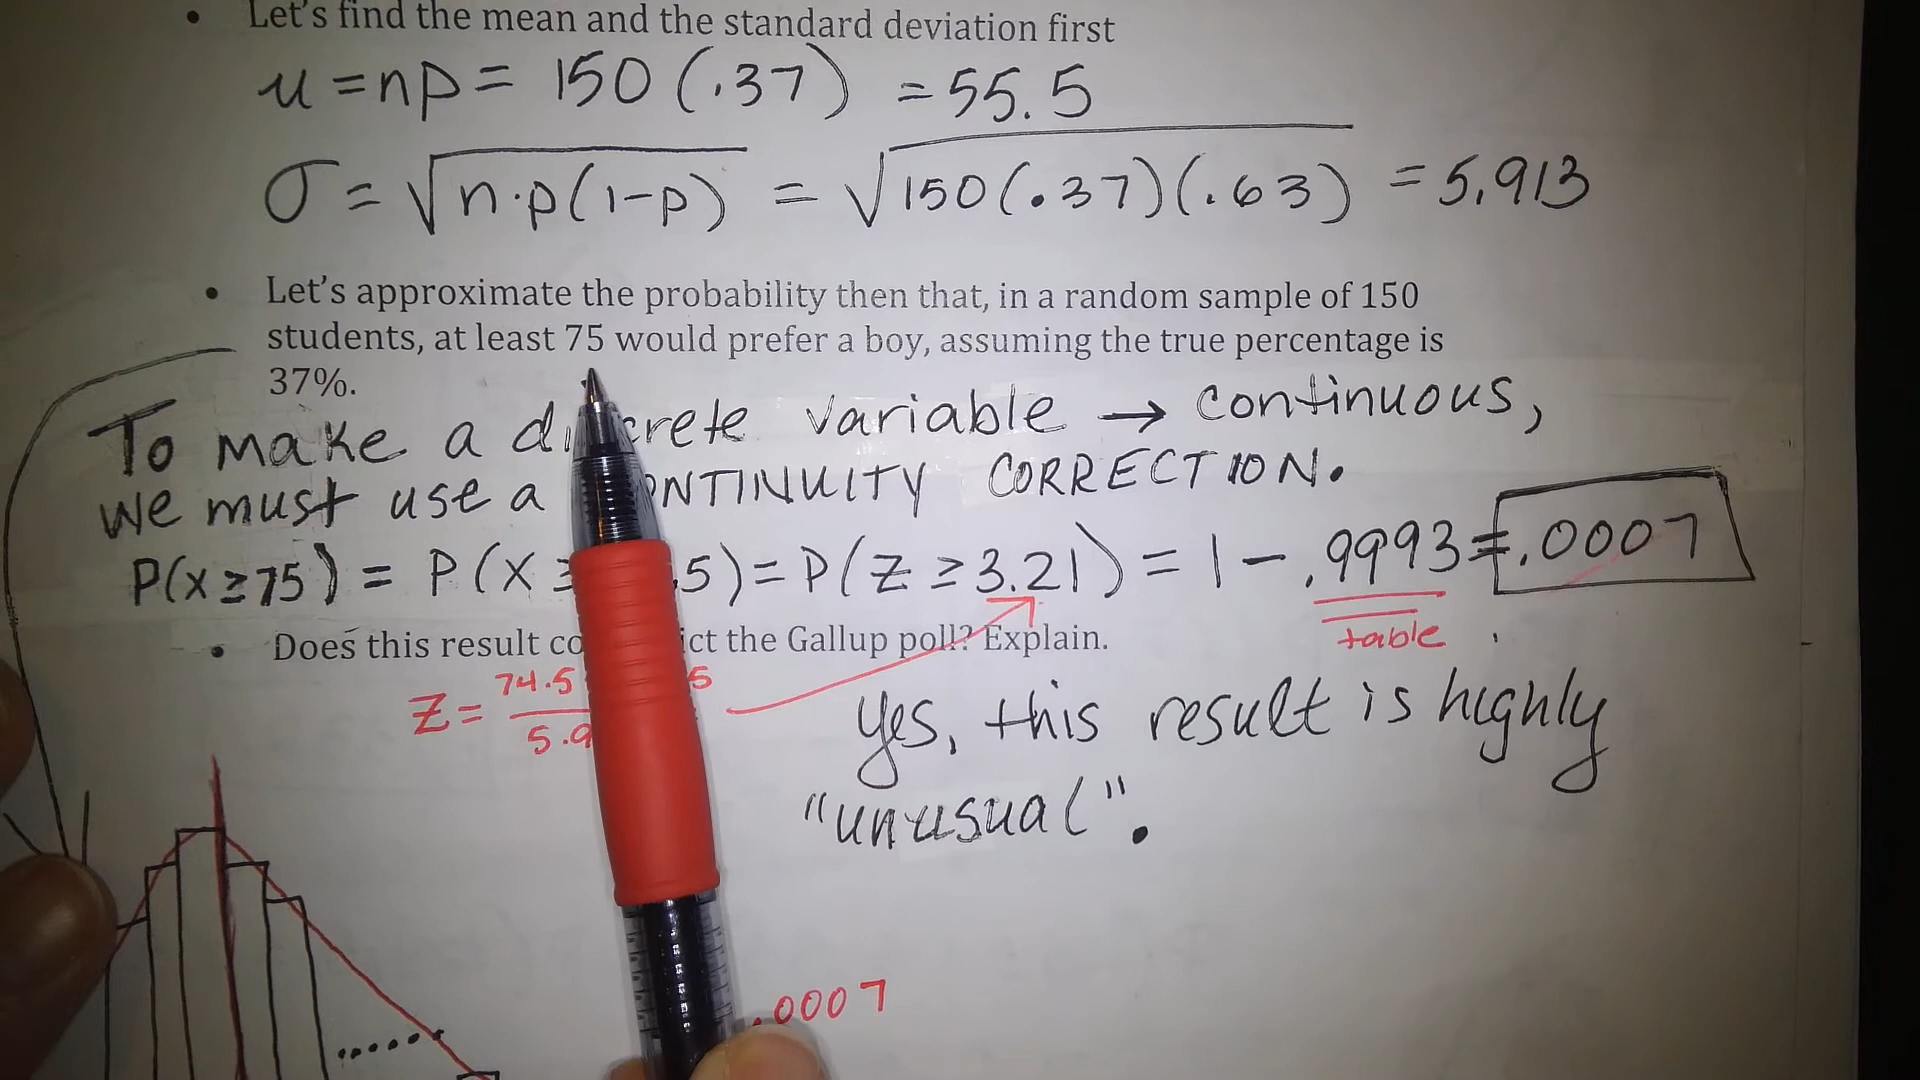 • Let's find the mean and the standard deviation first
μ = np = 150 (.37) = 55.5
σ = √n·p(1-p) = √150(.37)(.63) = 5.913
• Let's approximate the probability then that, in a random sample of 150
students, at least 75 would prefer a boy, assuming the true percentage is
37%.
To make a variable → continuous,
we must use a CORRECTION.
P(x ≥ 75) = P(X ≥ .5) = P(Z ≥ 3.21) = 1 - .9993 = .0007
• Does this result the Gallup poll? Explain.
table
Z = 74.5
5.9
Yes, this result is highly
"unusual".
.0007